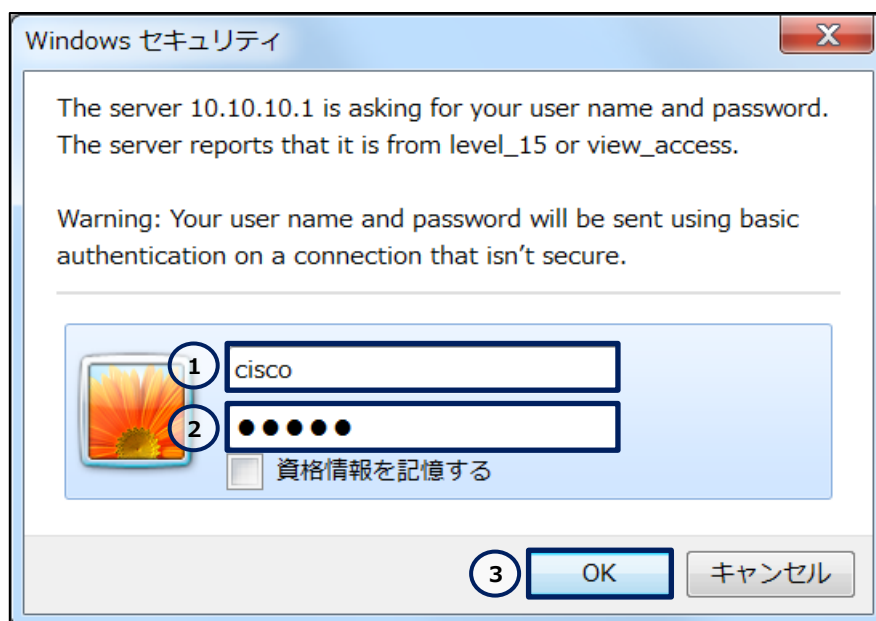 Windows セキュリティ
X
The server 10.10.10.1 is asking for your user name and password.
The server reports that it is from level_15 or view_access.
Warning: Your user name and password will be sent using basic
authentication on a connection that isn't secure.
1 cisco
2 ●●●●●
資格情報を記憶する
3 OK キャンセル